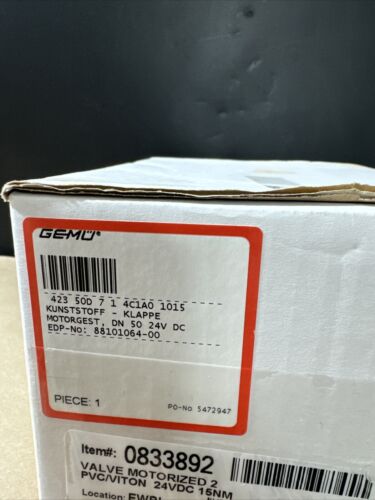 GEMÜ®
423 50D 7 1 4C1A0 1015
KUNSTSTOFF - KLAPPE
MOTORGEST, DN 50 24V DC
EDP-No: 88101064-00
PIECE: 1
PO-No 5472947
Item#: 0833892
VALVE MOTORIZED 2
PVC/VITON 24VDC 15NM
Location: